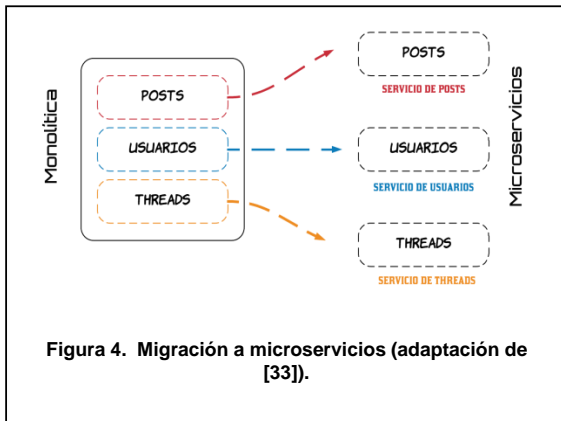 Monolítica
POSTS
USUARIOS
THREADS
POSTS
SERVICIO DE POSTS
USUARIOS
SERVICIO DE USUARIOS
THREADS
SERVICIO DE THREADS
Microservicios
Figura 4. Migración a microservicios (adaptación de
[33]).